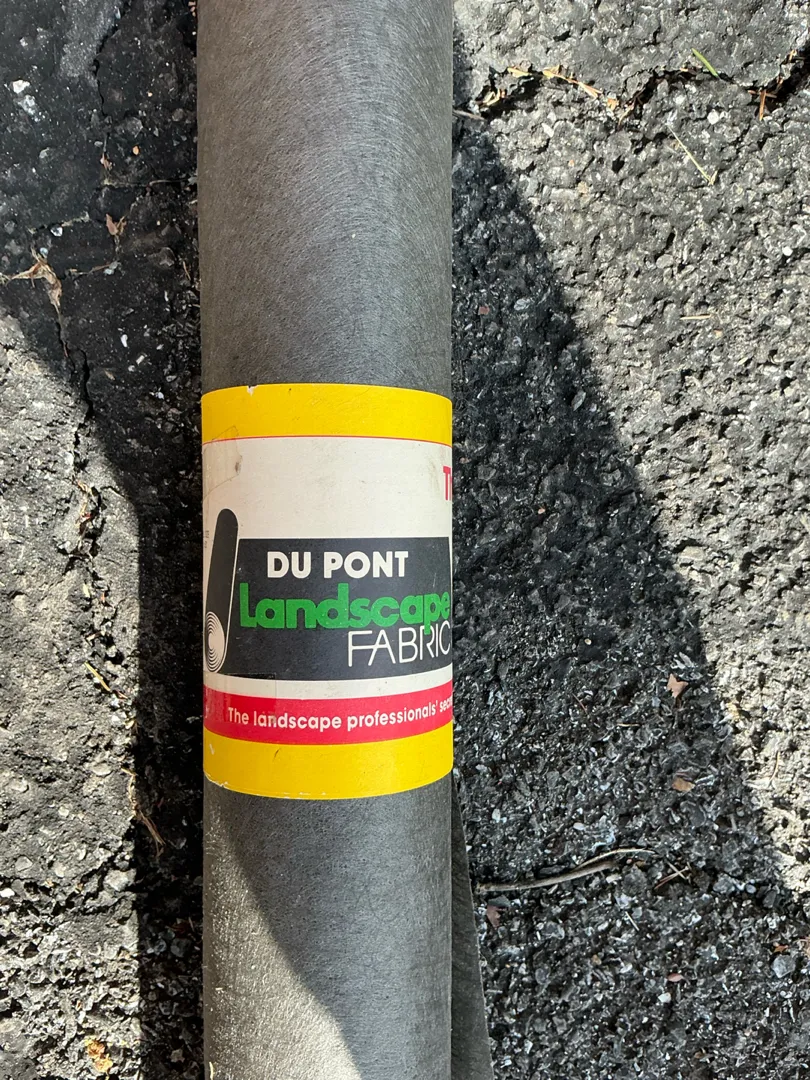 DU PONT
Landscape
FABRIC
The landscape professionals'